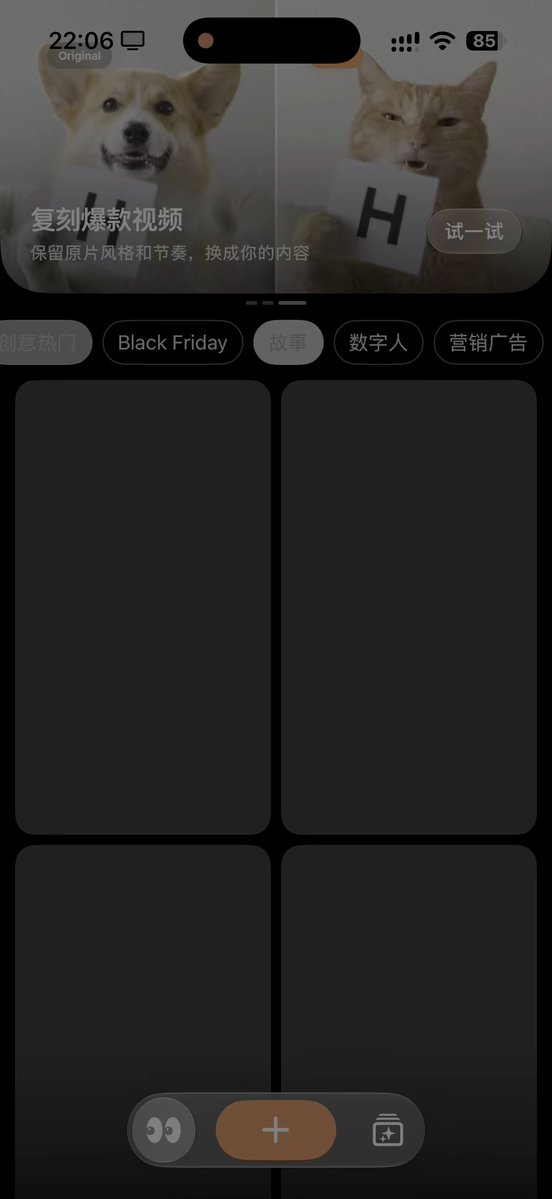 22:06
85
Original
H
H
复刻爆款视频
保留原片风格和节奏，换成你的内容
试一试
创意热门
Black Friday
故事
数字人
营销广告